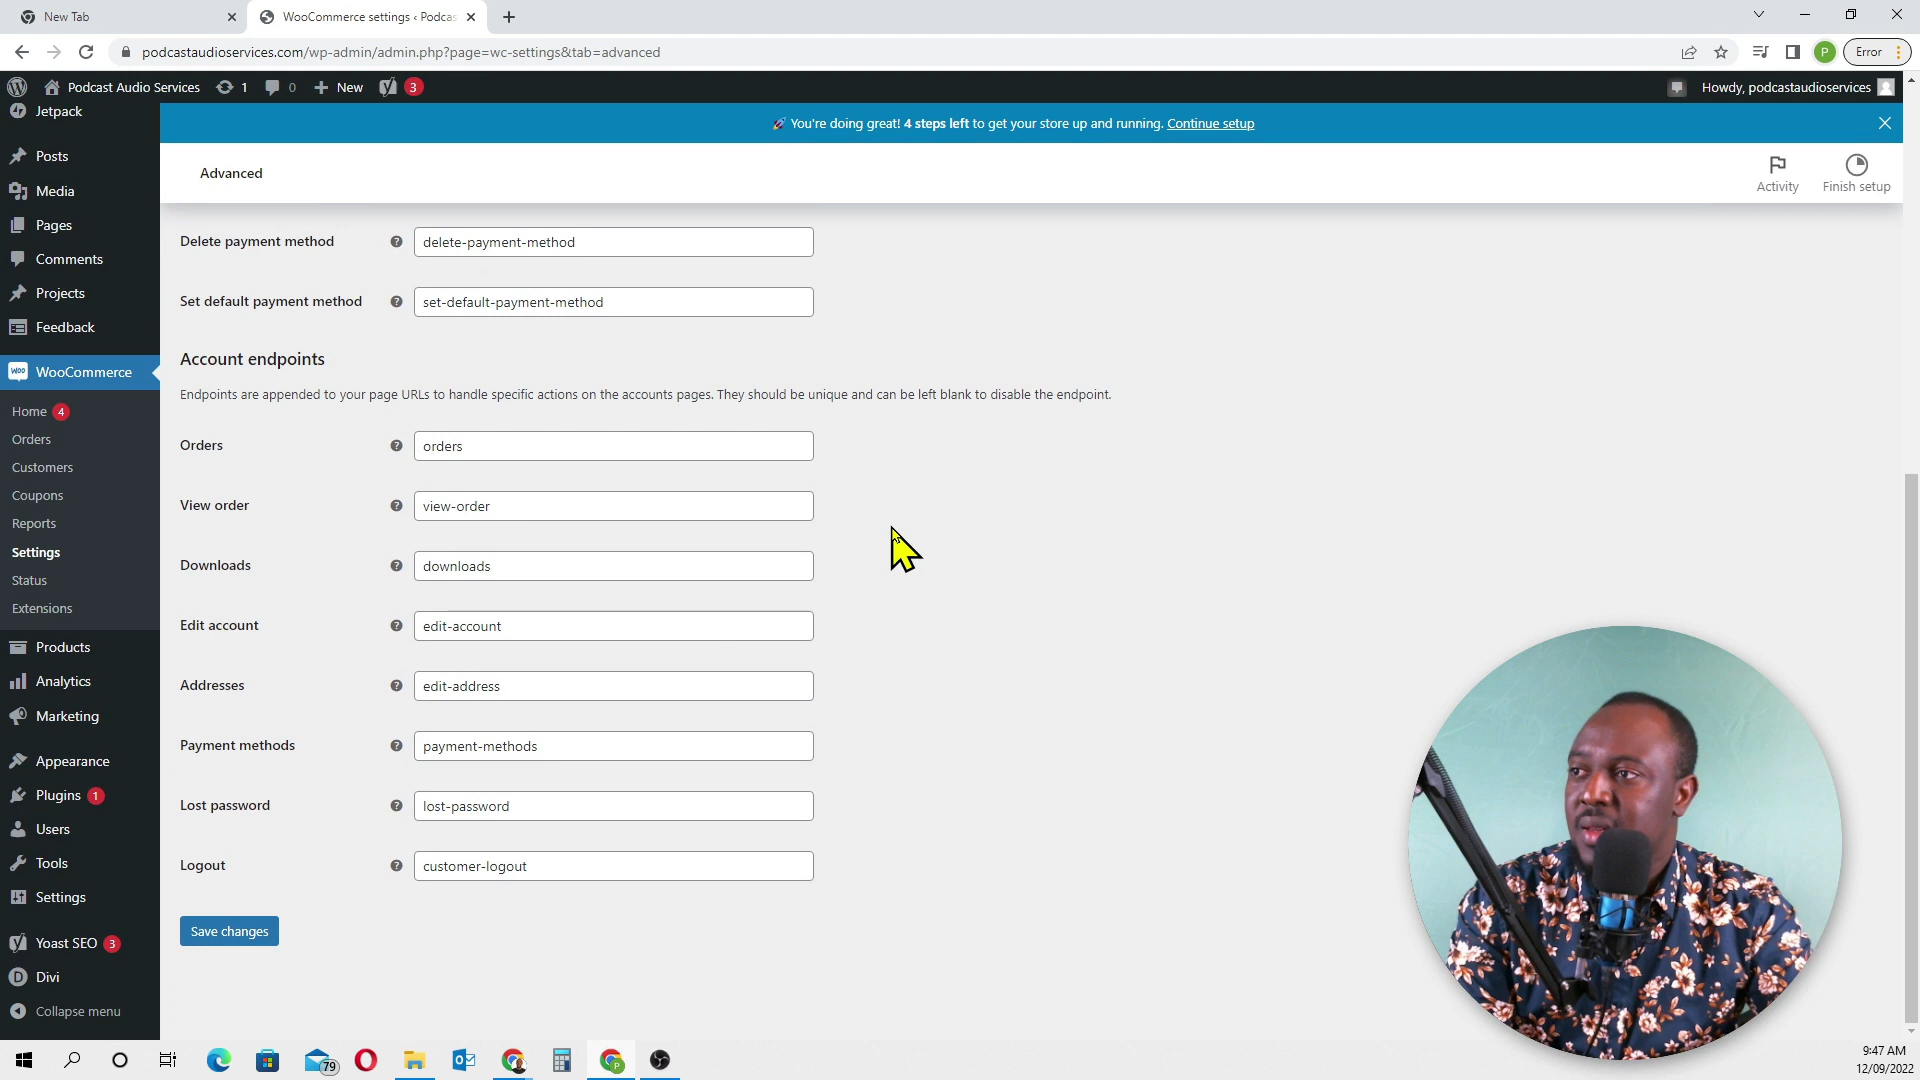 New Tab
WooCommerce settings ‹ Podcas
podcastaudioservices.com/wp-admin/admin.php?page=wc-settings&tab=advanced
P
Error
Podcast Audio Services
1
0
New
3
Howdy, podcastaudioservices
Jetpack
Posts
Media
Pages
Comments
Projects
Feedback
WooCommerce
Home 4
Orders
Customers
Coupons
Reports
Settings
Status
Extensions
Products
Analytics
Marketing
Appearance
Plugins 1
Users
Tools
Settings
Yoast SEO 3
Divi
Collapse menu
🚀 You're doing great! 4 steps left to get your store up and running. Continue setup
Advanced
Activity
Finish setup
Delete payment method
delete-payment-method
Set default payment method
set-default-payment-method
Account endpoints
Endpoints are appended to your page URLs to handle specific actions on the accounts pages. They should be unique and can be left blank to disable the endpoint.
Orders
orders
View order
view-order
Downloads
downloads
Edit account
edit-account
Addresses
edit-address
Payment methods
payment-methods
Lost password
lost-password
Logout
customer-logout
Save changes
79
9:47 AM
12/09/2022